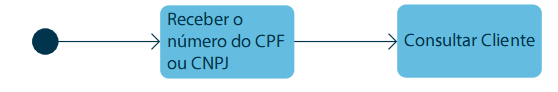 Receber o
número do CPF
ou CNPJ
Consultar Cliente